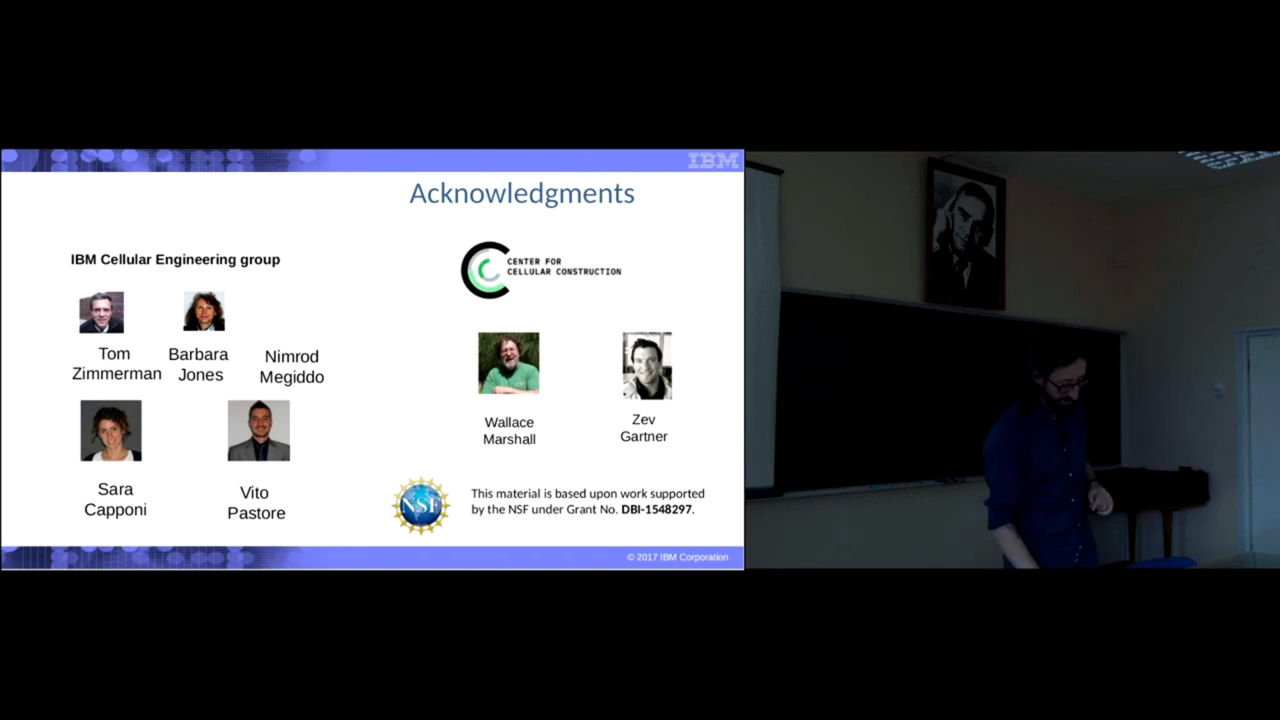 IBM
Acknowledgments
IBM Cellular Engineering group
CENTER FOR
CELLULAR CONSTRUCTION
Tom
Zimmerman
Barbara
Jones
Nimrod
Megiddo
Wallace
Marshall
Zev
Gartner
Sara
Capponi
Vito
Pastore
NSF
This material is based upon work supported
by the NSF under Grant No. DBI-1548297.
© 2017 IBM Corporation